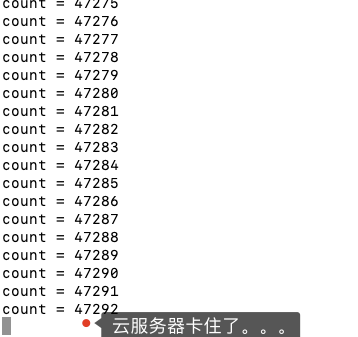 count = 47275
count = 47276
count = 47277
count = 47278
count = 47279
count = 47280
count = 47281
count = 47282
count = 47283
count = 47284
count = 47285
count = 47286
count = 47287
count = 47288
count = 47289
count = 47290
count = 47291
count = 47292
云服务器卡住了。。。